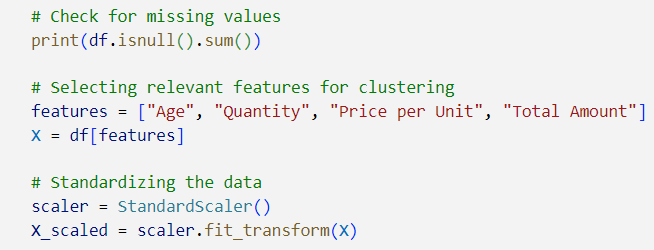 # Check for missing values
print(df.isnull().sum())
# Selecting relevant features for clustering
features = ["Age", "Quantity", "Price per Unit", "Total Amount"]
X = df[features]
# Standardizing the data
scaler = StandardScaler()
X_scaled = scaler.fit_transform(X)